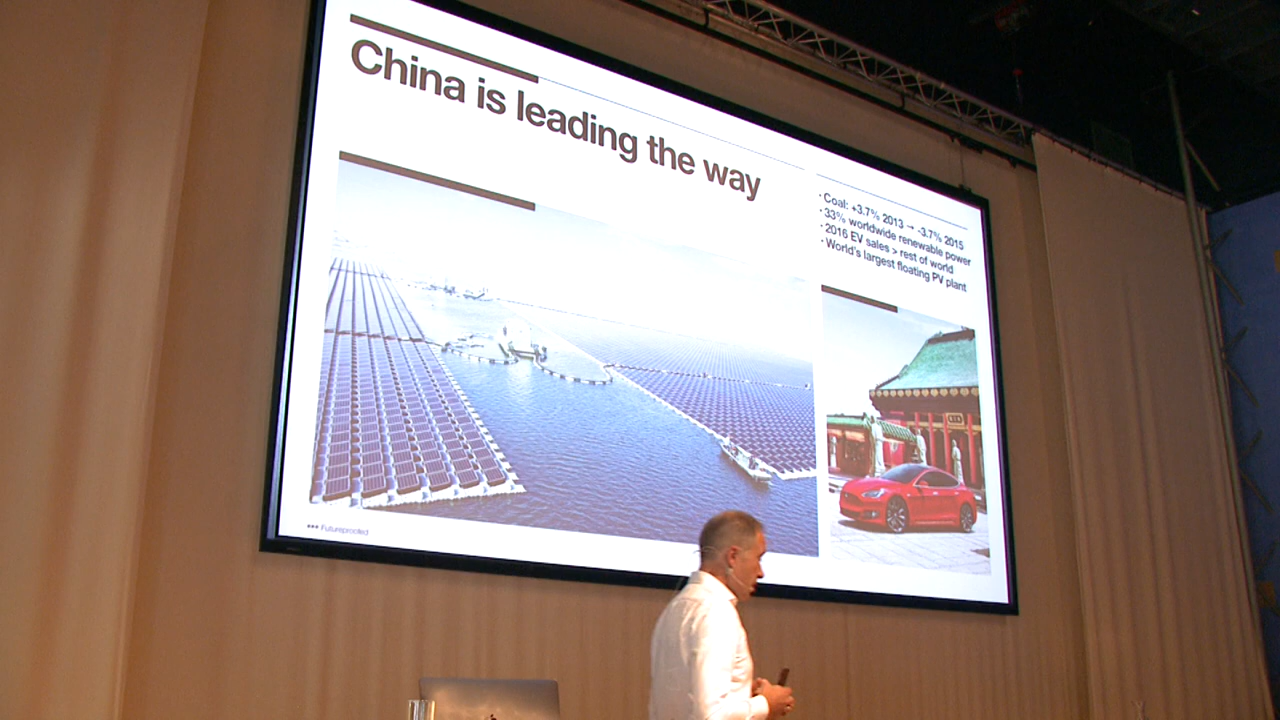 China is leading the way
· Coal: +3.7% 2013 → -3.7% 2015
· 33% worldwide renewable power
· 2016 EV sales > rest of world
· World's largest floating PV plant
••• Futureproofed